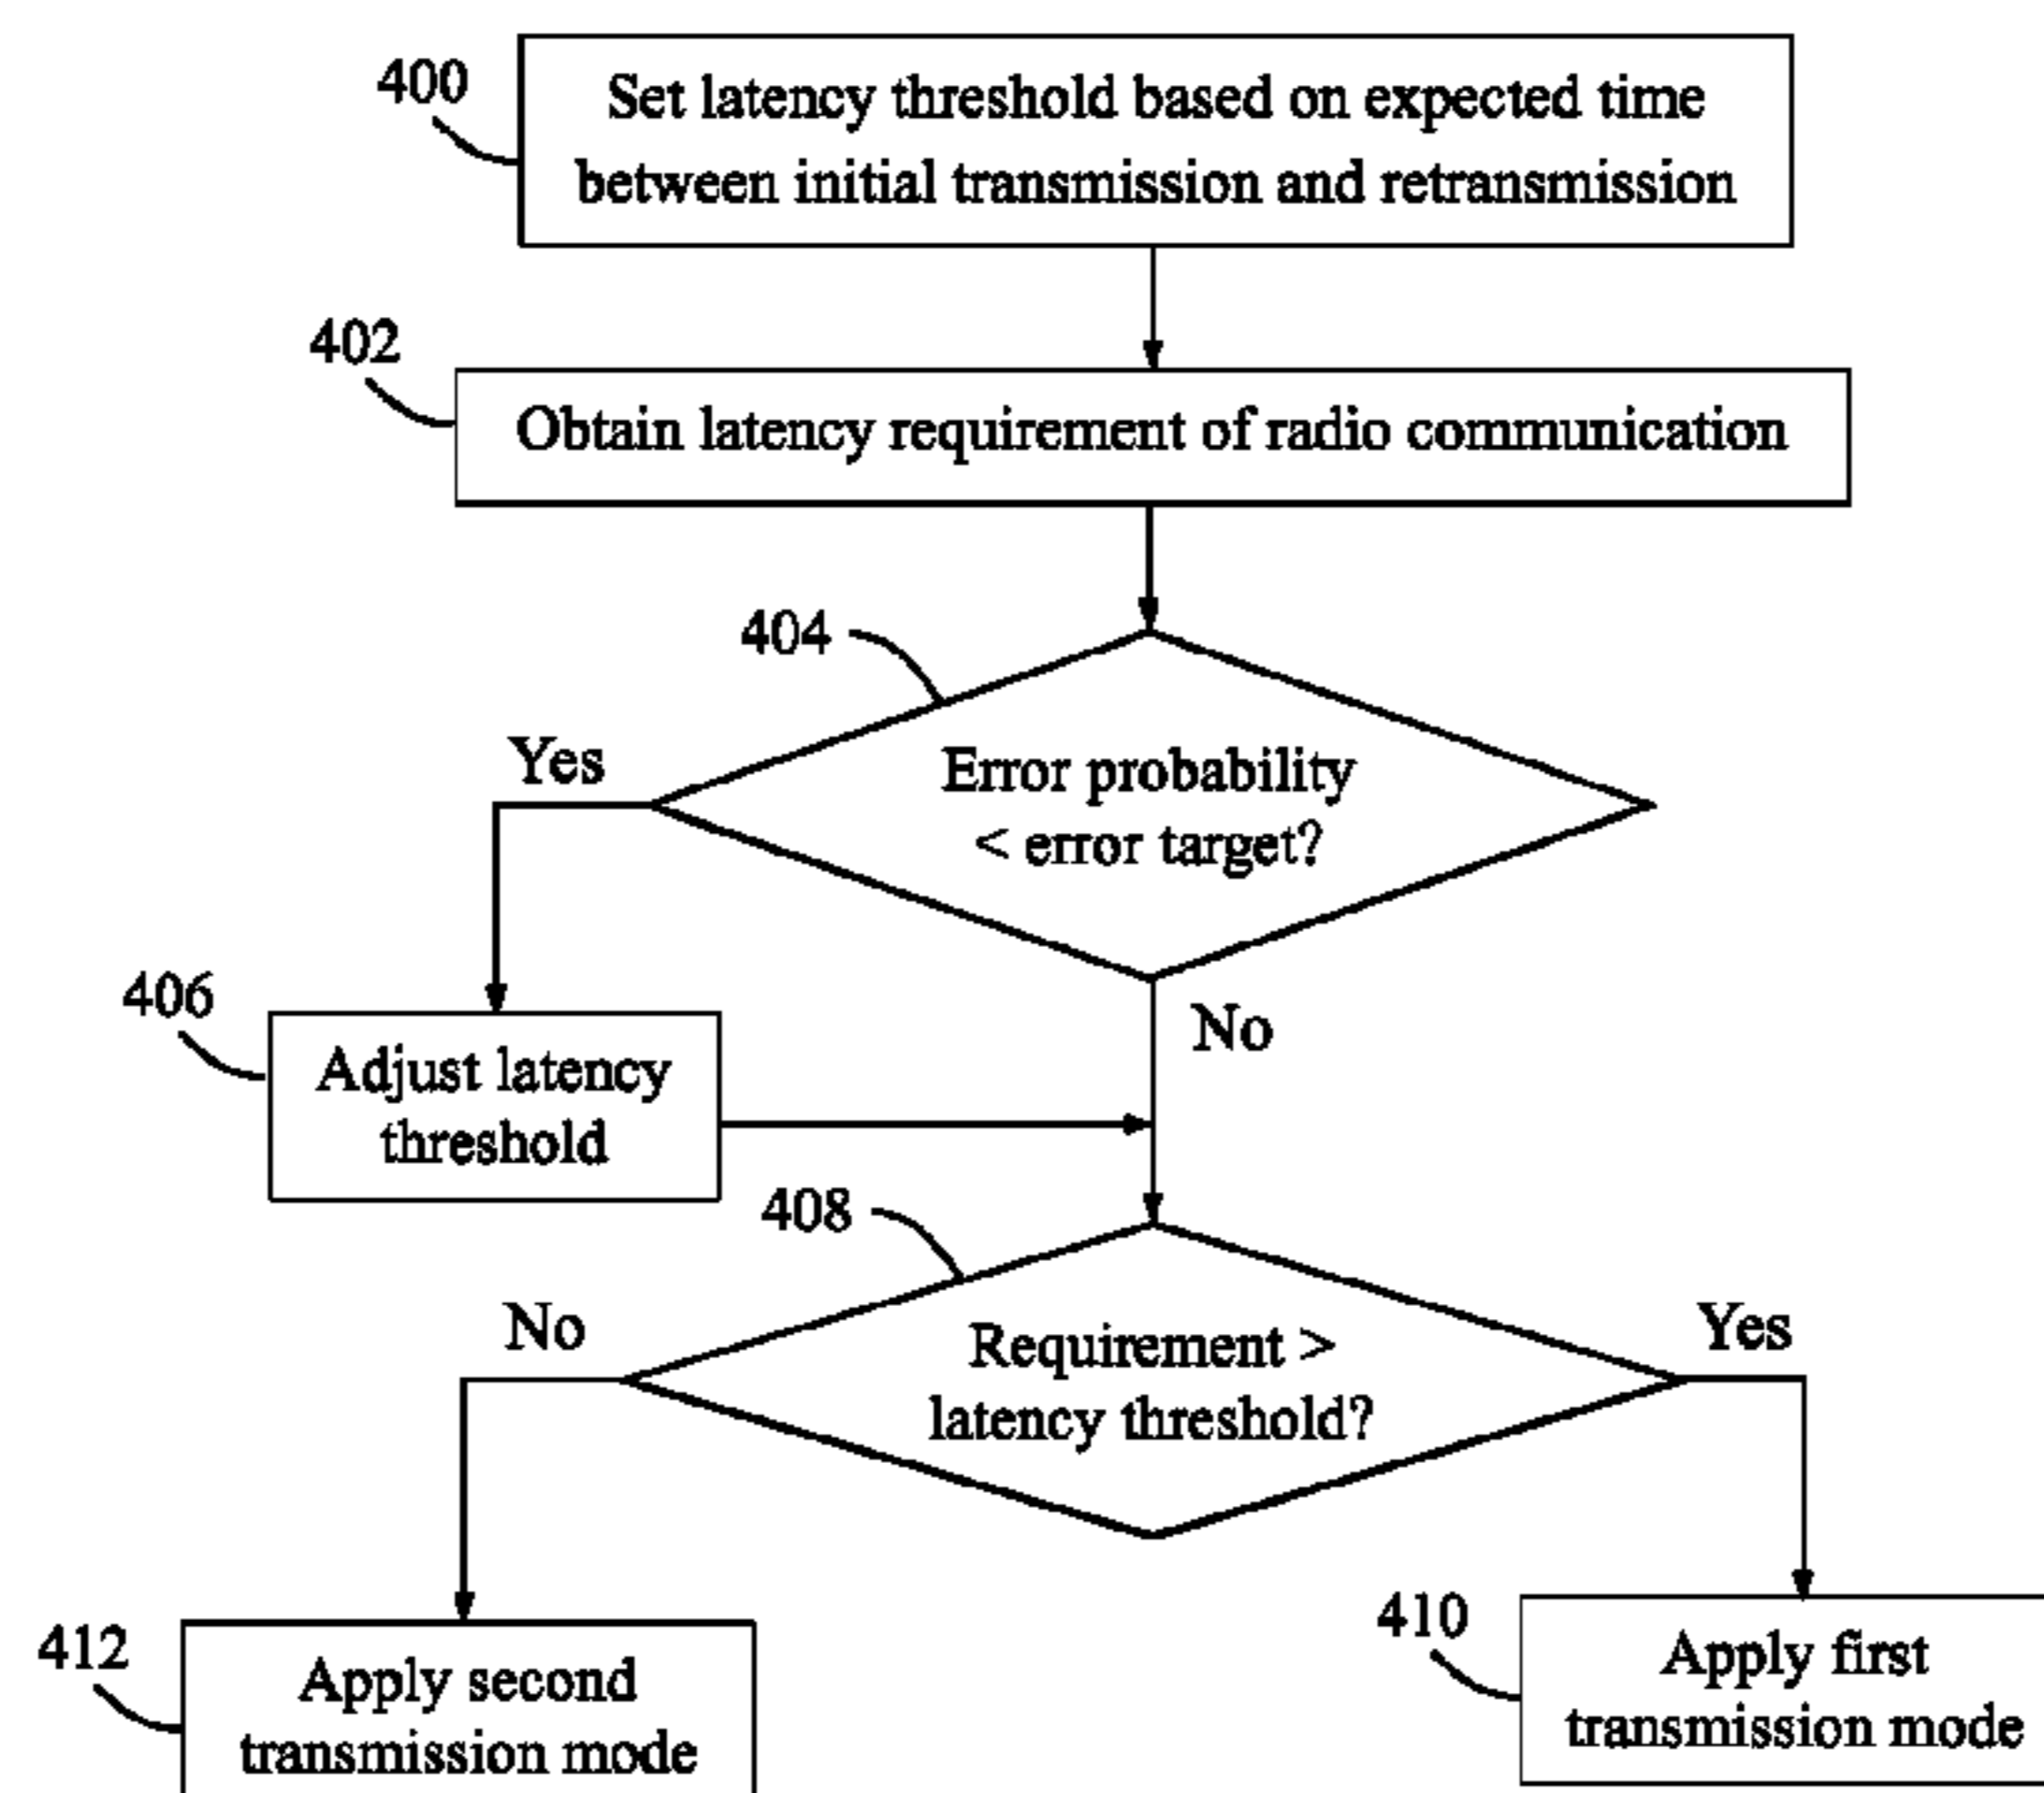 400
Set latency threshold based on expected time
between initial transmission and retransmission
402
Obtain latency requirement of radio communication
404
Yes
Error probability
< error target?
No
406
Adjust latency
threshold
408
No
Requirement >
latency threshold?
Yes
412
Apply second
transmission mode
410
Apply first
transmission mode